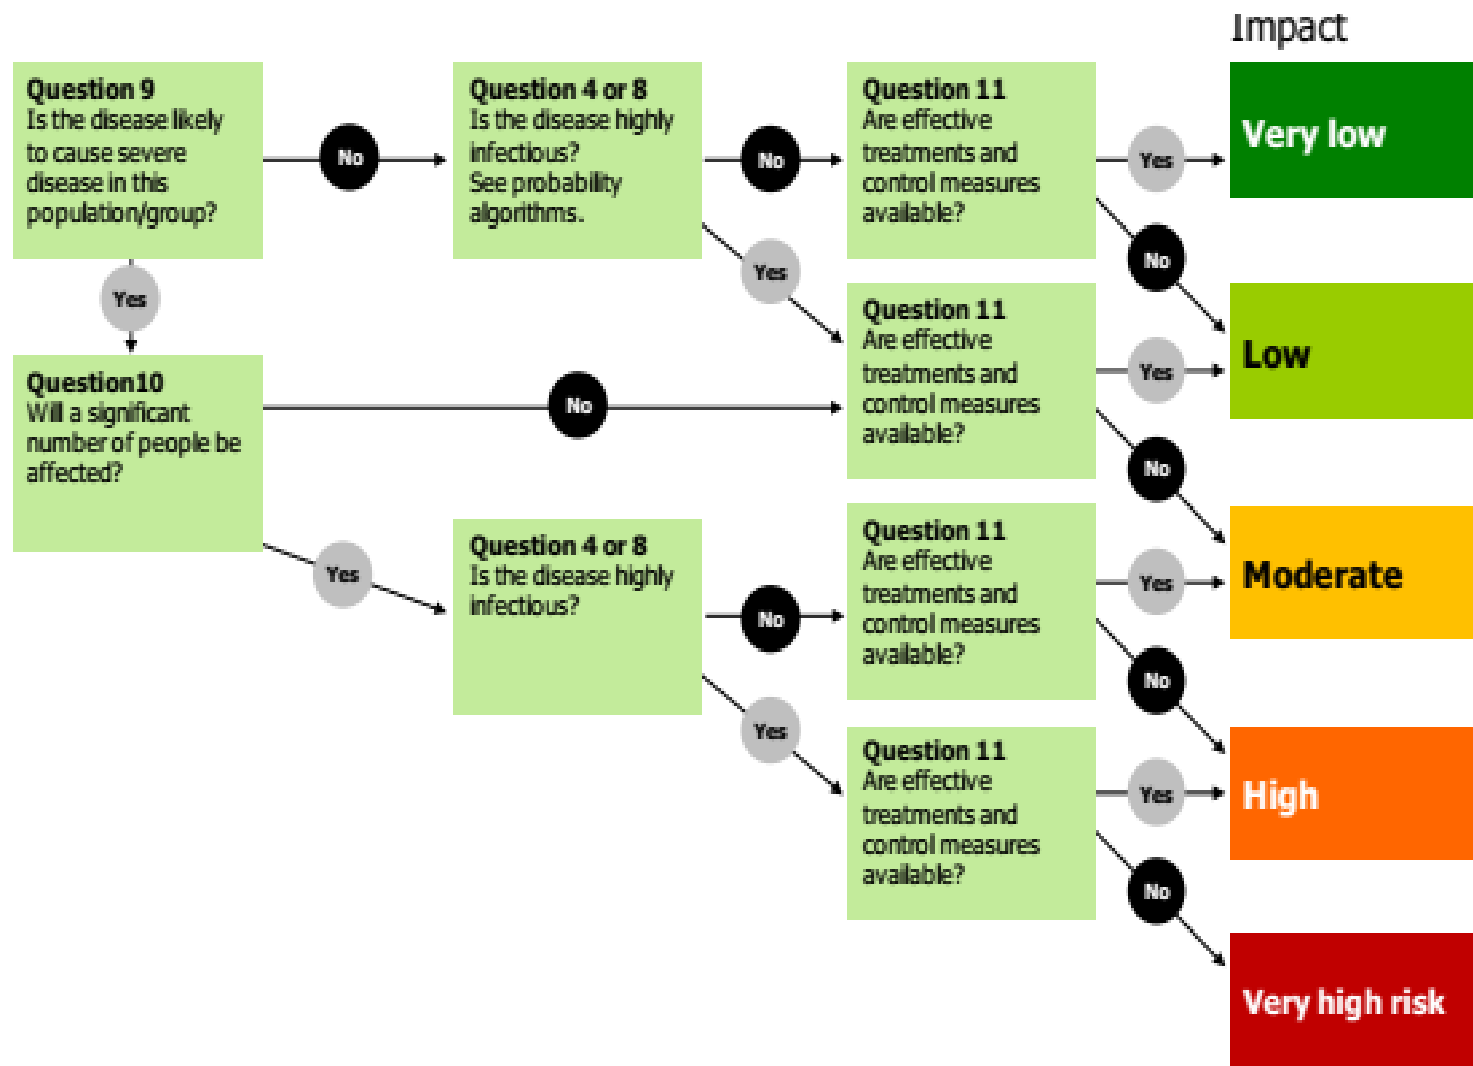 Impact
Question 9
Is the disease likely
to cause severe
disease in this
population/group?
No
Question 4 or 8
Is the disease highly
infectious?
See probability
algorithms.
No
Question 11
Are effective
treatments and
control measures
available?
Yes
Very low
No
Yes
Yes
Question 11
Are effective
treatments and
control measures
available?
Yes
Low
Question10
Will a significant
number of people be
affected?
No
No
Yes
Question 4 or 8
Is the disease highly
infectious?
No
Question 11
Are effective
treatments and
control measures
available?
Yes
Moderate
No
Yes
Question 11
Are effective
treatments and
control measures
available?
Yes
High
No
Very high risk